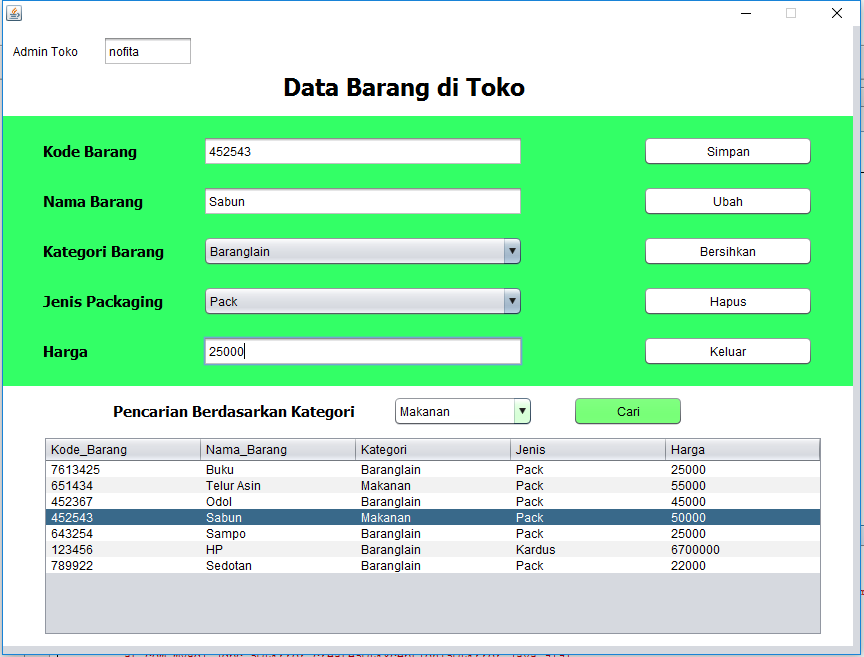 Admin Toko nofita
Data Barang di Toko
Kode Barang 452543 Simpan
Nama Barang Sabun Ubah
Kategori Barang Baranglain Bersihkan
Jenis Packaging Pack Hapus
Harga 25000 Keluar
Pencarian Berdasarkan Kategori Makanan Cari
Kode_Barang Nama_Barang Kategori Jenis Harga
7613425 Buku Baranglain Pack 25000
651434 Telur Asin Makanan Pack 55000
452367 Odol Baranglain Pack 45000
452543 Sabun Makanan Pack 50000
643254 Sampo Baranglain Pack 25000
123456 HP Baranglain Kardus 6700000
789922 Sedotan Baranglain Pack 22000